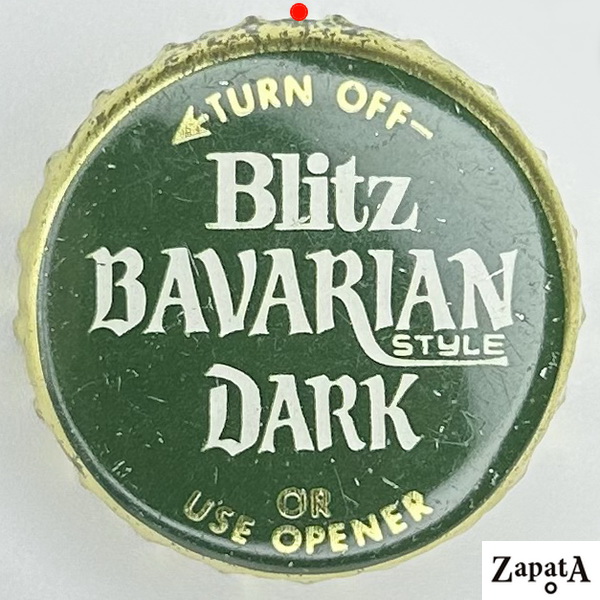 TURN OFF
Blitz
BAVARIAN
STYLE
DARK
OR
USE OPENER
ZapatA